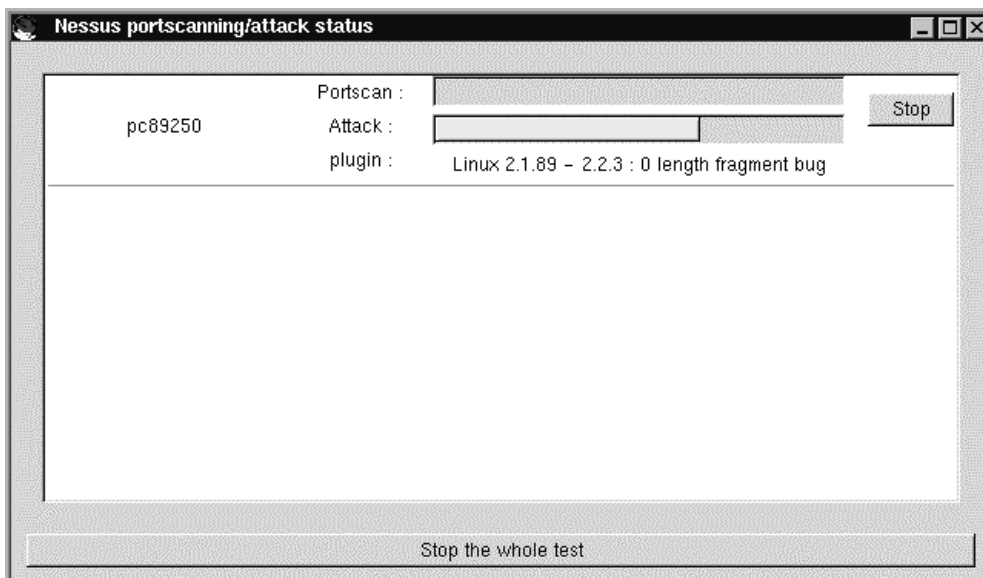 Nessus portscanning/attack status
Portscan :
Stop
pc89250
Attack :
plugin :
Linux 2.1.89 – 2.2.3 : 0 length fragment bug
Stop the whole test